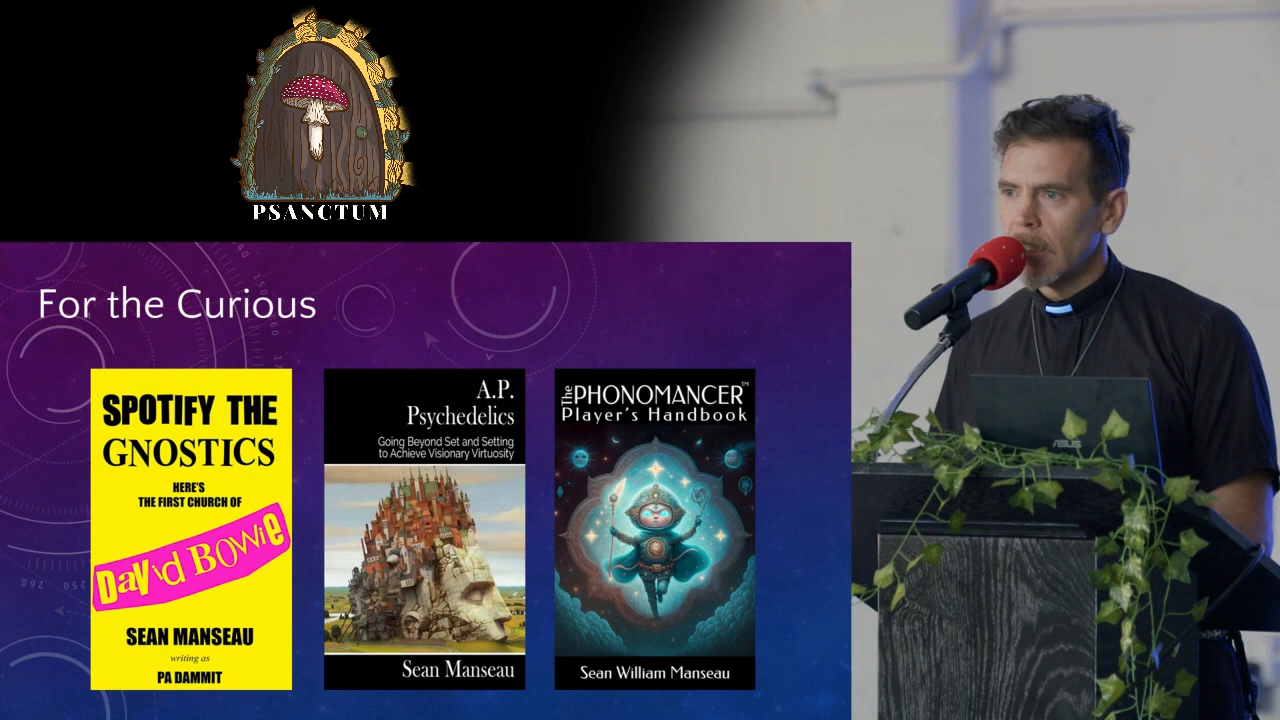 PSANCTUM
For the Curious
SPOTIFY THE
GNOSTICS
HERE'S
THE FIRST CHURCH OF
DaVid BOWiE
SEAN MANSEAU
writing as
PA DAMMIT
A.P.
Psychedelics
Going Beyond Set and Setting
to Achieve Visionary Virtuosity
Sean Manseau
The PHONOMANCER™
Player's Handbook
Sean William Manseau
ASUS